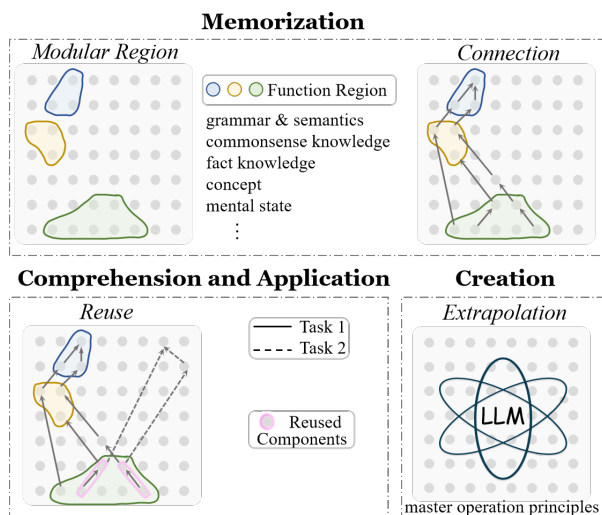 Memorization
Modular Region
Connection
Function Region
grammar & semantics
commonsense knowledge
fact knowledge
concept
mental state
⋮
Comprehension and Application
Creation
Reuse
Extrapolation
Task 1
Task 2
Reused
Components
LLM
master operation principles